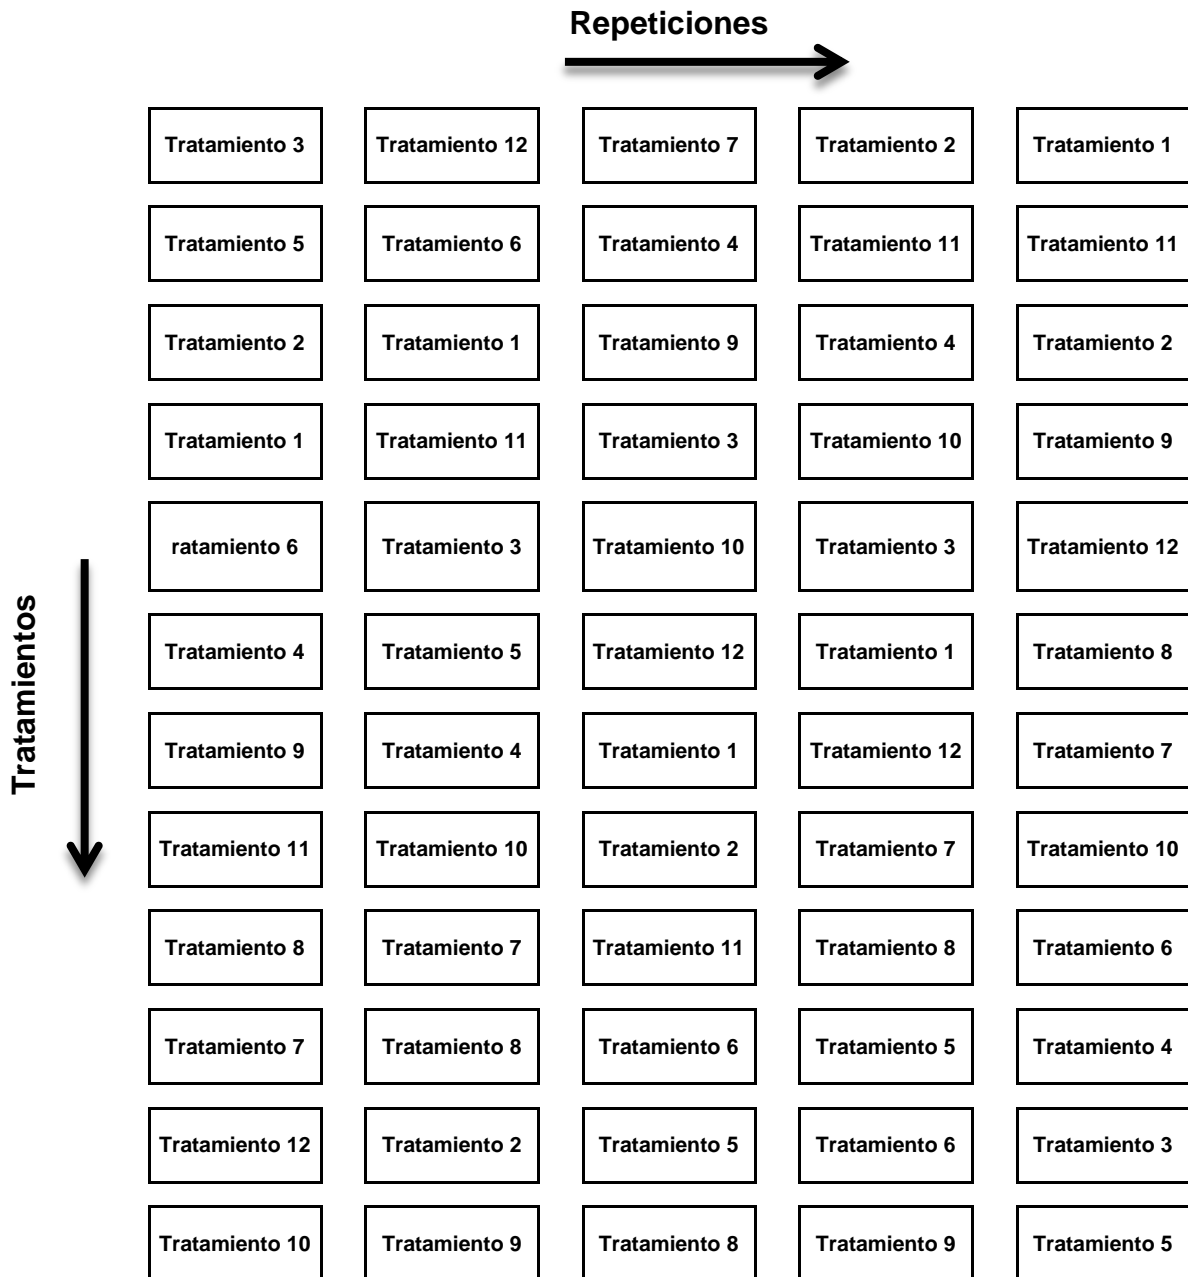 Repeticiones
Tratamiento 3 Tratamiento 12 Tratamiento 7 Tratamiento 2 Tratamiento 1
Tratamiento 5 Tratamiento 6 Tratamiento 4 Tratamiento 11 Tratamiento 11
Tratamiento 2 Tratamiento 1 Tratamiento 9 Tratamiento 4 Tratamiento 2
Tratamiento 1 Tratamiento 11 Tratamiento 3 Tratamiento 10 Tratamiento 9
ratamiento 6 Tratamiento 3 Tratamiento 10 Tratamiento 3 Tratamiento 12
Tratamientos
Tratamiento 4 Tratamiento 5 Tratamiento 12 Tratamiento 1 Tratamiento 8
Tratamiento 9 Tratamiento 4 Tratamiento 1 Tratamiento 12 Tratamiento 7
Tratamiento 11 Tratamiento 10 Tratamiento 2 Tratamiento 7 Tratamiento 10
Tratamiento 8 Tratamiento 7 Tratamiento 11 Tratamiento 8 Tratamiento 6
Tratamiento 7 Tratamiento 8 Tratamiento 6 Tratamiento 5 Tratamiento 4
Tratamiento 12 Tratamiento 2 Tratamiento 5 Tratamiento 6 Tratamiento 3
Tratamiento 10 Tratamiento 9 Tratamiento 8 Tratamiento 9 Tratamiento 5